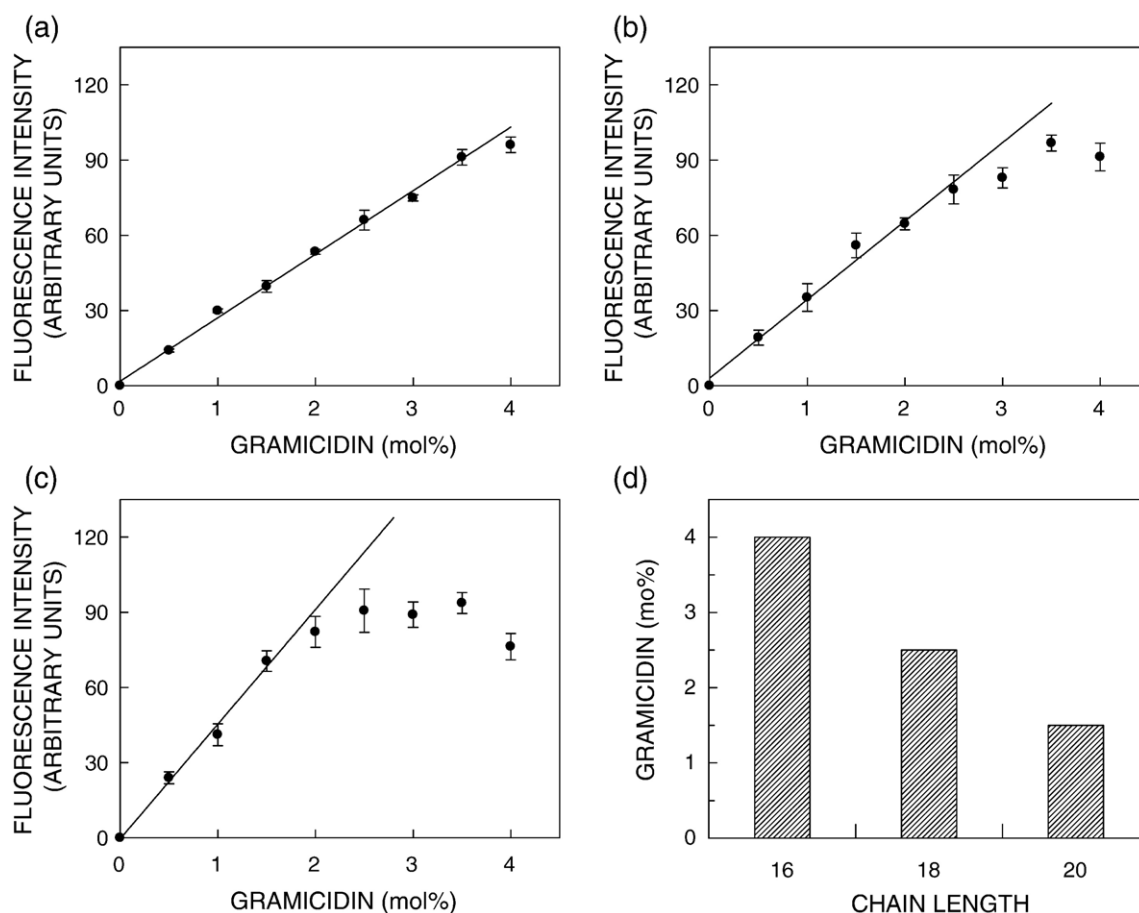 (a)
FLUORESCENCE INTENSITY
(ARBITRARY UNITS)
120
90
60
30
0
0 1 2 3 4
GRAMICIDIN (mol%)
(b)
FLUORESCENCE INTENSITY
(ARBITRARY UNITS)
120
90
60
30
0
0 1 2 3 4
GRAMICIDIN (mol%)
(c)
FLUORESCENCE INTENSITY
(ARBITRARY UNITS)
120
90
60
30
0
0 1 2 3 4
GRAMICIDIN (mol%)
(d)
GRAMICIDIN (mo%)
4
3
2
1
0
16 18 20
CHAIN LENGTH